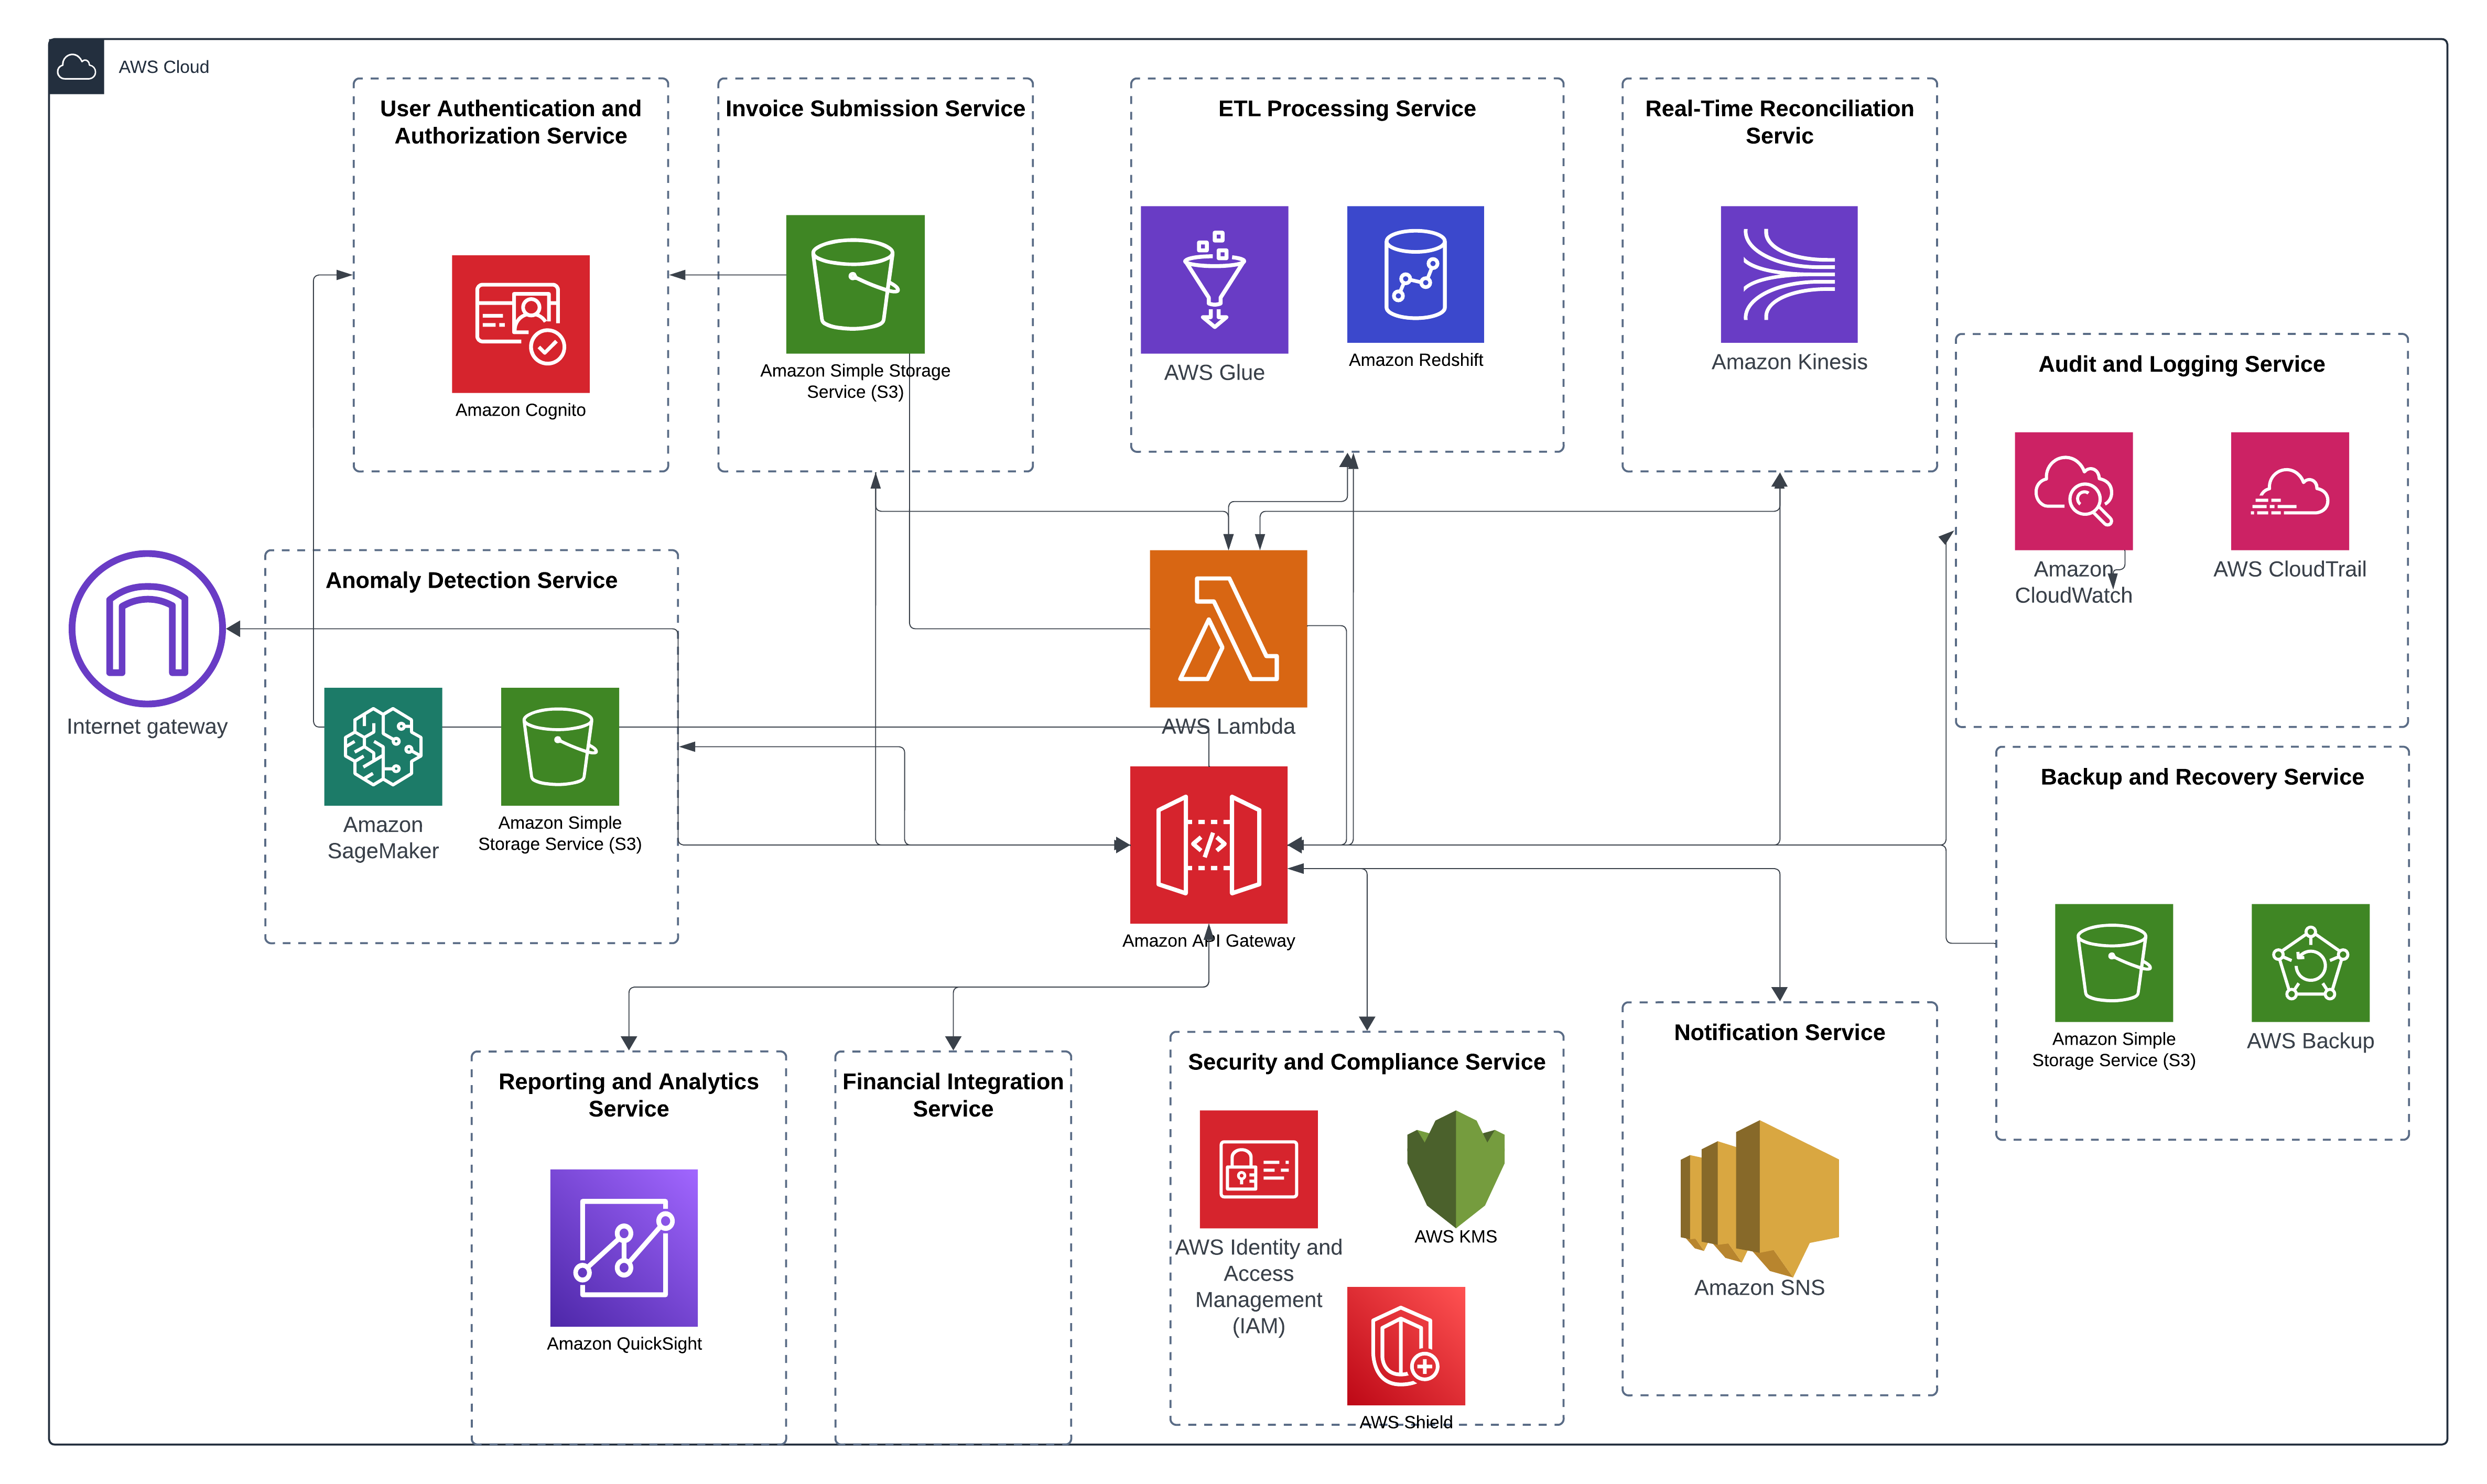 AWS Cloud
User Authentication and
Authorization Service
Amazon Cognito
Invoice Submission Service
Amazon Simple Storage
Service (S3)
ETL Processing Service
AWS Glue
Amazon Redshift
Real-Time Reconciliation
Servic
Amazon Kinesis
Audit and Logging Service
Amazon
CloudWatch
AWS CloudTrail
Internet gateway
Anomaly Detection Service
Amazon
SageMaker
Amazon Simple
Storage Service (S3)
AWS Lambda
Amazon API Gateway
Backup and Recovery Service
Amazon Simple
Storage Service (S3)
AWS Backup
Reporting and Analytics
Service
Amazon QuickSight
Financial Integration
Service
Security and Compliance Service
AWS Identity and
Access
Management
(IAM)
AWS KMS
AWS Shield
Notification Service
Amazon SNS